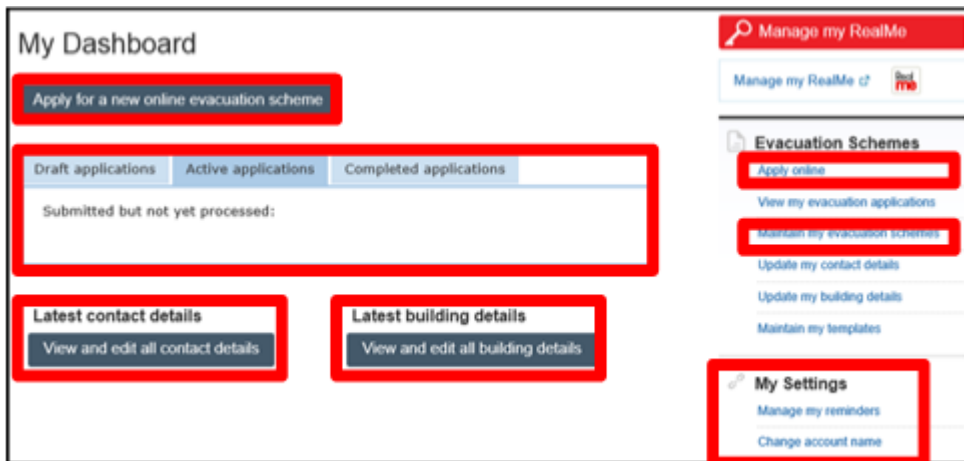 My Dashboard
Apply for a new online evacuation scheme
Draft applications Active applications Completed applications
Submitted but not yet processed:
Latest contact details
View and edit all contact details
Latest building details
View and edit all building details
Manage my RealMe
Manage my RealMe
Real me
Evacuation Schemes
Apply online
View my evacuation applications
Maintain my evacuation schemes
Update my contact details
Update my building details
Maintain my templates
My Settings
Manage my reminders
Change account name